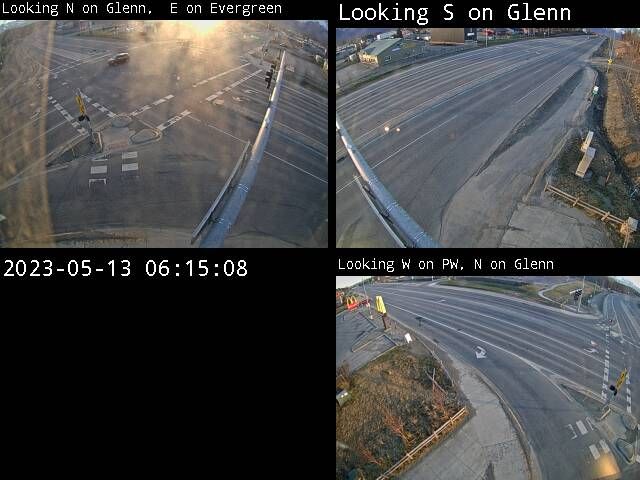 Looking N on Glenn,  E on Evergreen
Looking S on Glenn
2023-05-13 06:15:08
Looking W on PW, N on Glenn